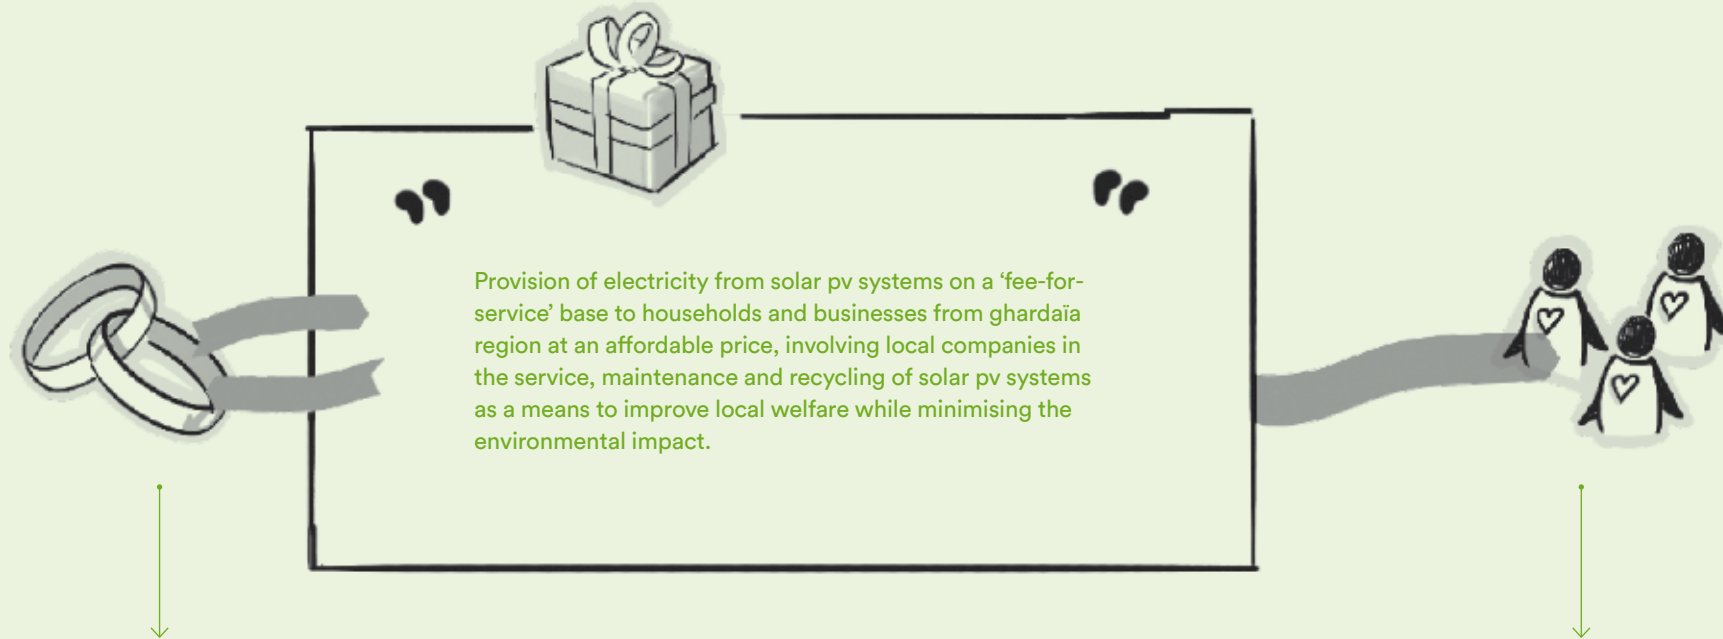 Provision of electricity from solar pv systems on a ‘fee-for-
service’ base to households and businesses from ghardaïa
region at an affordable price, involving local companies in
the service, maintenance and recycling of solar pv systems
as a means to improve local welfare while minimising the
environmental impact.